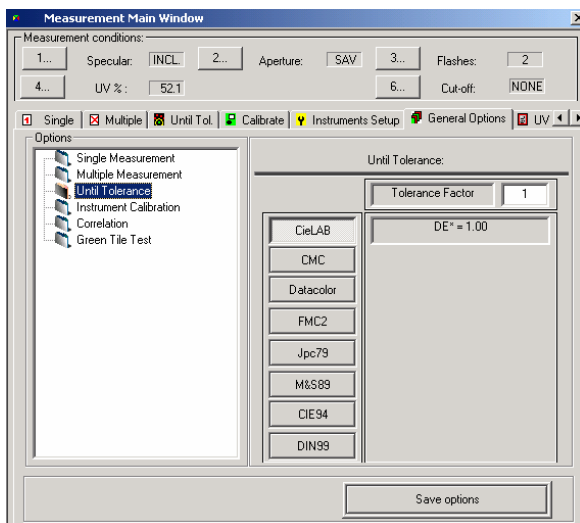 Measurement Main Window
Measurement conditions:
1... Specular: INCL. 2... Aperture: SAV 3... Flashes: 2
4... UV % : 52.1 6... Cut-off: NONE
Single Multiple Until Tol. Calibrate Instruments Setup General Options UV
Options
Single Measurement
Multiple Measurement
Until Tolerance
Instrument Calibration
Correlation
Green Tile Test
Until Tolerance:
Tolerance Factor 1
CieLAB DE* = 1.00
CMC
Datacolor
FMC2
Jpc79
M&S89
CIE94
DIN99
Save options